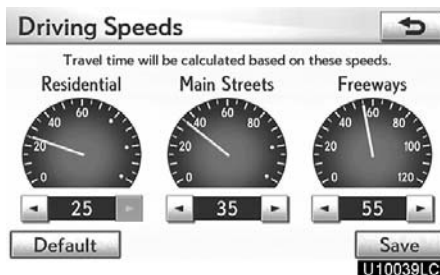 Driving Speeds
Travel time will be calculated based on these speeds.
Residential Main Streets Freeways
0 20 40 60
0 20 40 60 80
0 20 40 60 80 100 120
25 35 55
Default Save
U10039LC